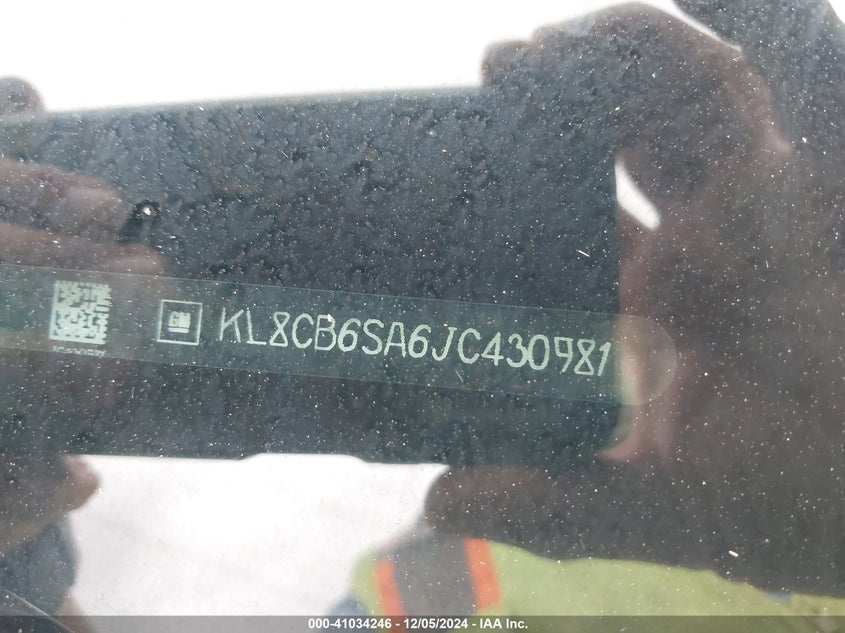 GM KL8CB6SA6JC430981
000-41034246 - 12/05/2024 - IAA Inc.